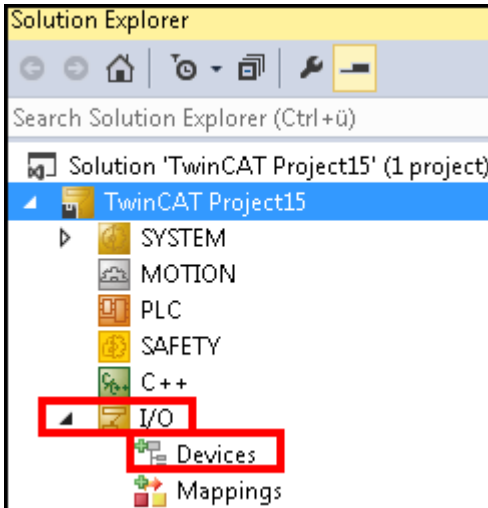 Solution Explorer
Search Solution Explorer (Ctrl+ü)
Solution 'TwinCAT Project15' (1 project)
TwinCAT Project15
SYSTEM
MOTION
PLC
SAFETY
C++
I/O
Devices
Mappings